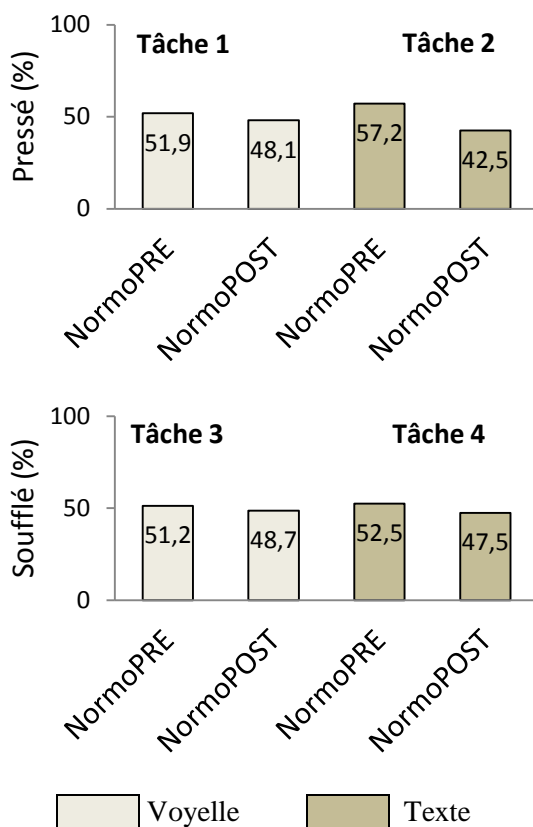 100
Tâche 1 Tâche 2
Pressé (%)
50
51,9 48,1 57,2 42,5
0
NormoPRE NormoPOST NormoPRE NormoPOST
100
Tâche 3 Tâche 4
Soufflé (%)
50
51,2 48,7 52,5 47,5
0
NormoPRE NormoPOST NormoPRE NormoPOST
Voyelle Texte